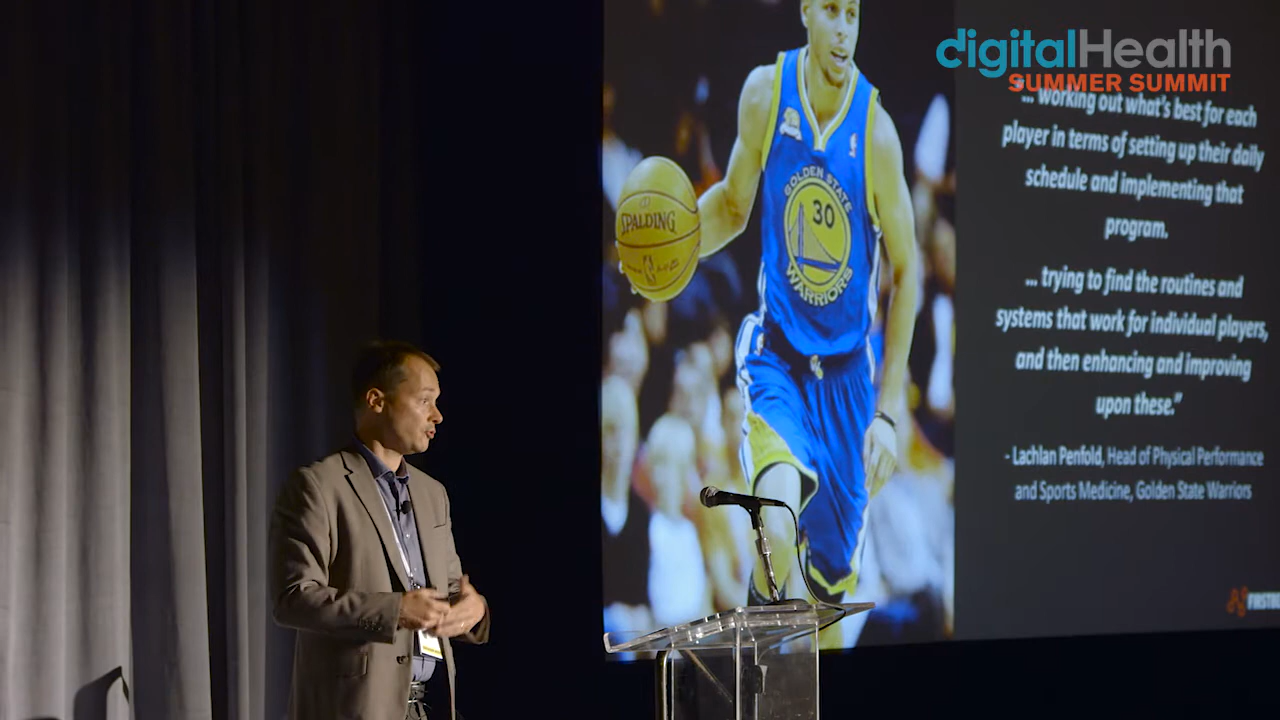 digitalHealth
SUMMER SUMMIT
"... working out what's best for each
player in terms of setting up their daily
schedule and implementing that
program.
... trying to find the routines and
systems that work for individual players,
and then enhancing and improving
upon these."
- Lachlan Penfold, Head of Physical Performance
and Sports Medicine, Golden State Warriors
GOLDEN STATE
30
WARRIORS
SPALDING